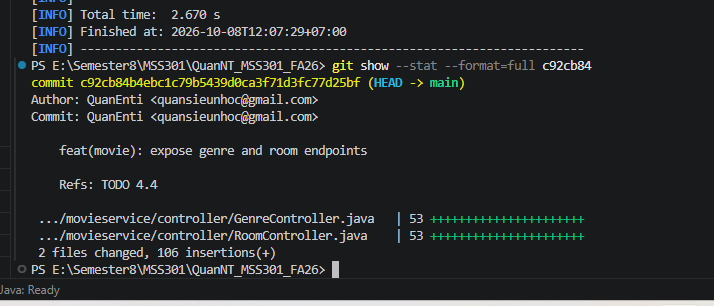 [INFO] Total time:  2.670 s
[INFO] Finished at: 2026-10-08T12:07:29+07:00
[INFO] ------------------------------------------------------------------------
PS E:\Semester8\MSS301\QuanNT_MSS301_FA26> git show --stat --format=full c92cb84
commit c92cb84b4ebc1c79b5439d0ca3f71d3fc77d25bf (HEAD -> main)
Author: QuanEnti <quansieunhoc@gmail.com>
Commit: QuanEnti <quansieunhoc@gmail.com>

    feat(movie): expose genre and room endpoints

    Refs: TODO 4.4

 .../movieservice/controller/GenreController.java   | 53 ++++++++++++++++++++++
 .../movieservice/controller/RoomController.java    | 53 ++++++++++++++++++++++
 2 files changed, 106 insertions(+)
PS E:\Semester8\MSS301\QuanNT_MSS301_FA26>
Java: Ready